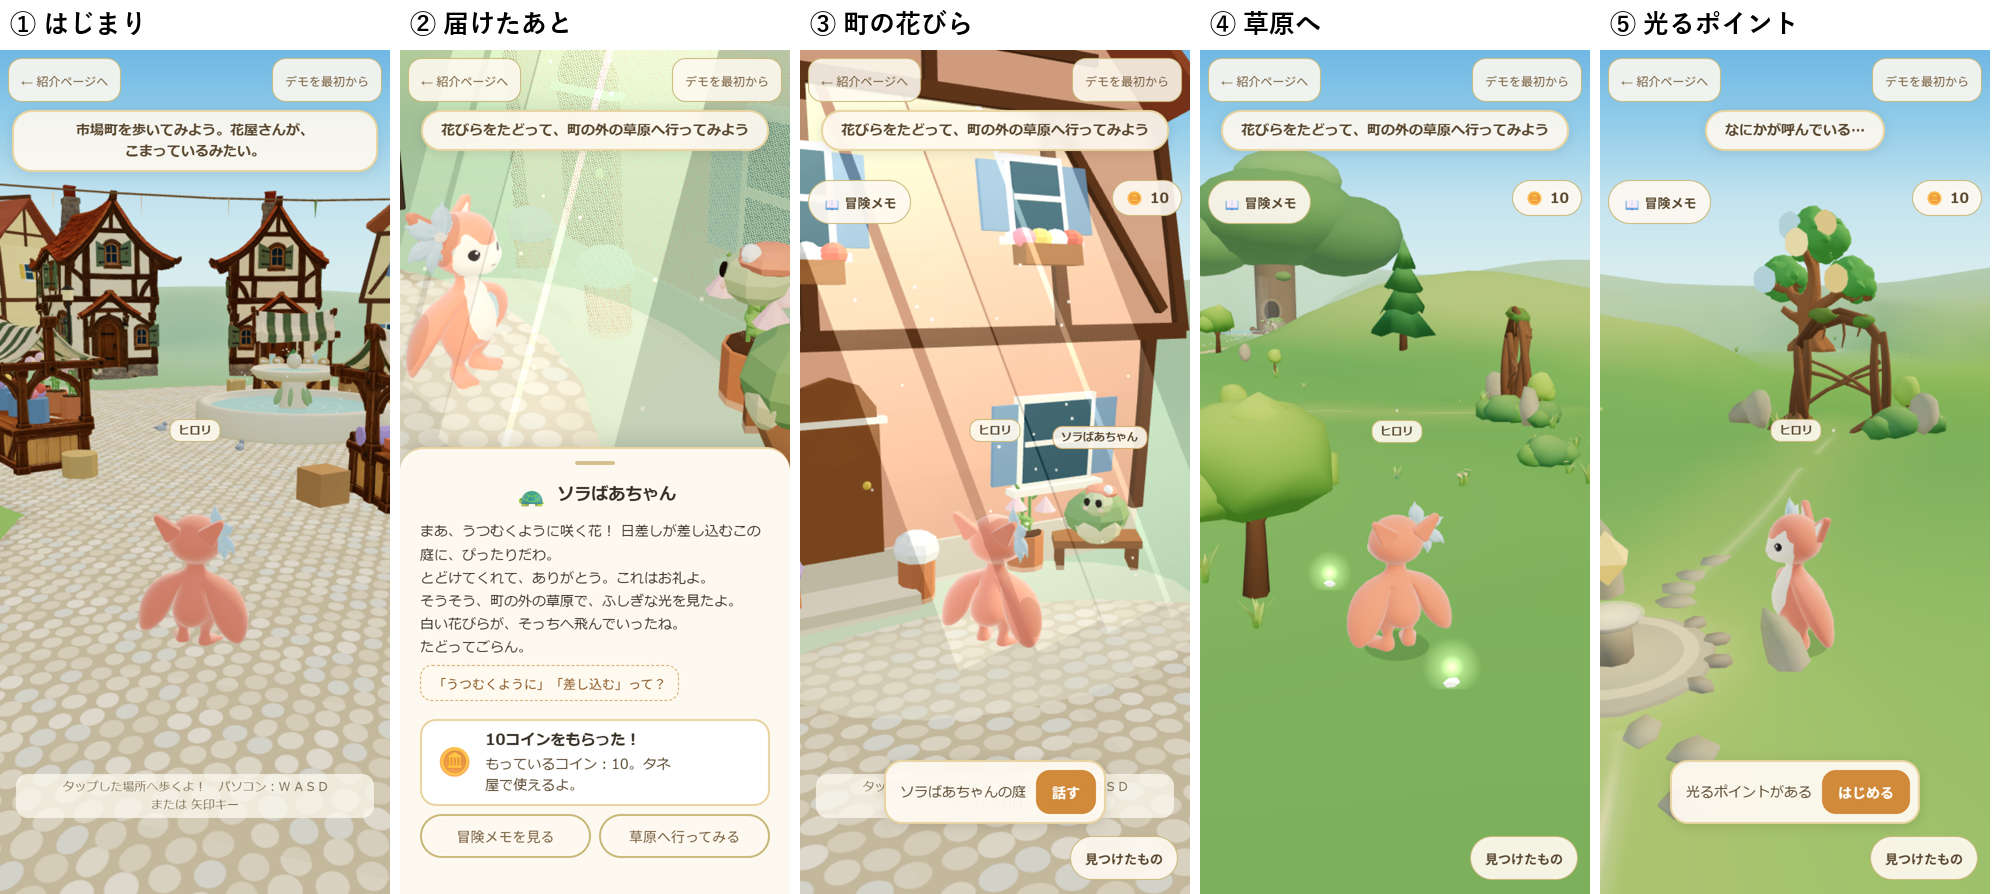 ① はじまり
← 紹介ページへ
デモを最初から
市場町を歩いてみよう。花屋さんが、
こまっているみたい。
ヒロリ
タップした場所へ歩くよ！ パソコン：W A S D
または 矢印キー
② 届けたあと
← 紹介ページへ
デモを最初から
花びらをたどって、町の外の草原へ行ってみよう
ソラばあちゃん
まあ、うつむくように咲く花！ 日差しが差し込むこの
庭に、ぴったりだわ。
とどけてくれて、ありがとう。これはお礼よ。
そうそう、町の外の草原で、ふしぎな光を見たよ。
白い花びらが、そっちへ飛んでいったね。
たどってごらん。
「うつむくように」「差し込む」って？
10コインをもらった！
もっているコイン：10。タネ
屋で使えるよ。
冒険メモを見る
草原へ行ってみる
③ 町の花びら
← 紹介ページへ
デモを最初から
花びらをたどって、町の外の草原へ行ってみよう
冒険メモ
10
ヒロリ
ソラばあちゃん
タッ
S D
ソラばあちゃんの庭
話す
見つけたもの
④ 草原へ
← 紹介ページへ
デモを最初から
花びらをたどって、町の外の草原へ行ってみよう
冒険メモ
10
ヒロリ
見つけたもの
⑤ 光るポイント
← 紹介ページへ
デモを最初から
なにかが呼んでいる…
冒険メモ
10
ヒロリ
光るポイントがある
はじめる
見つけたもの